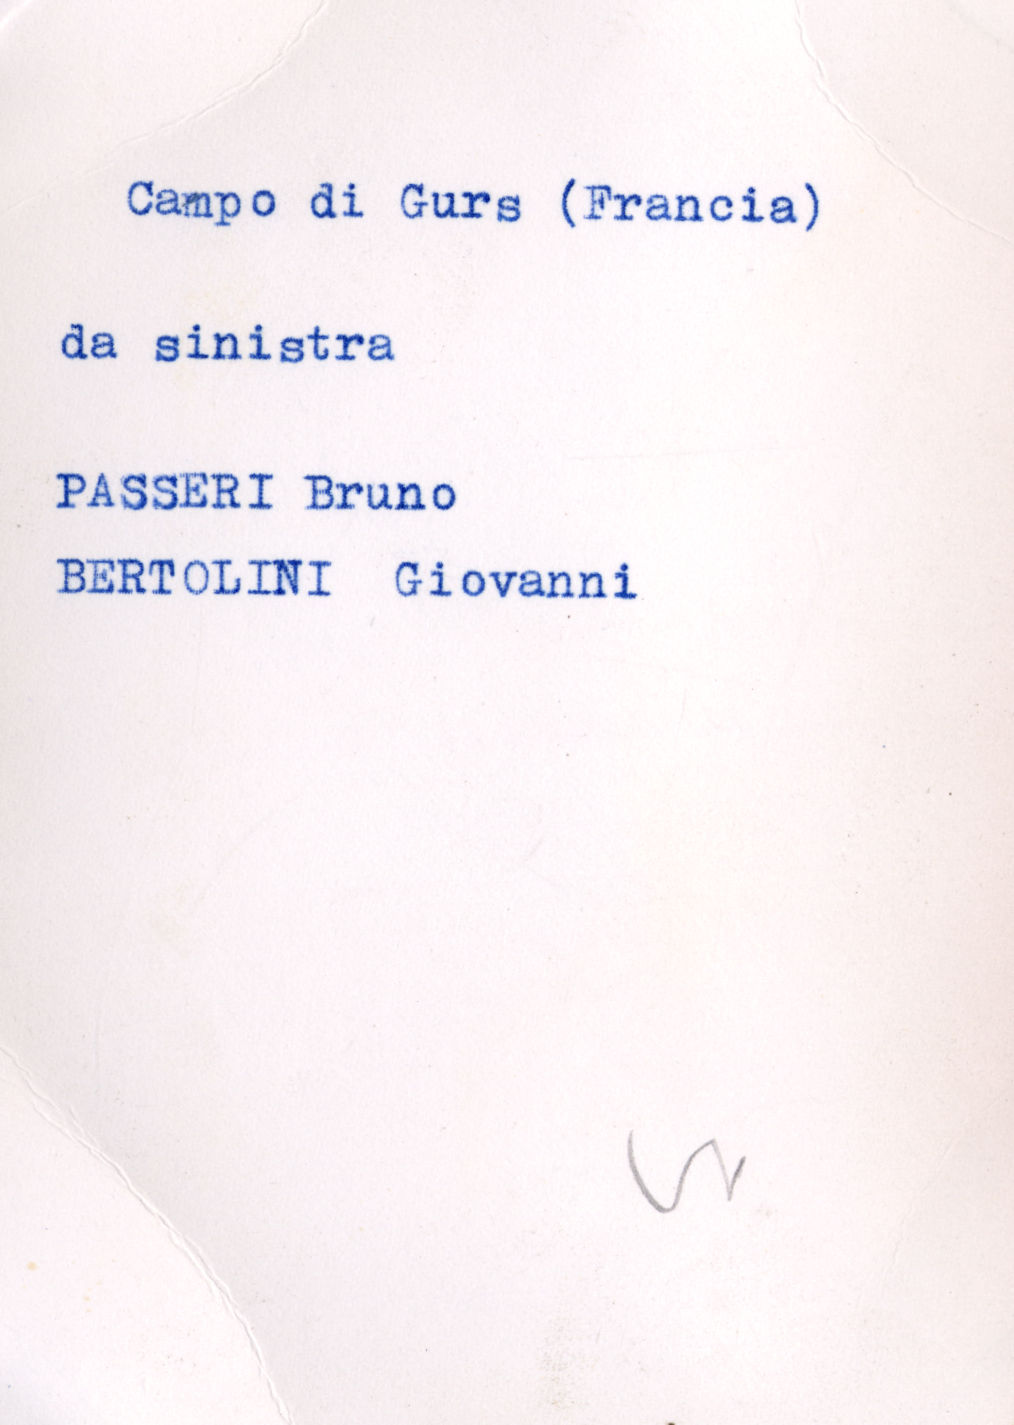 Campo di Gurs (Francia)
da sinistra
PASSERI Bruno
BERTOLINI Giovanni